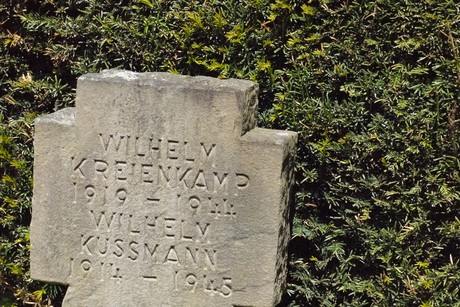 WILHELM
KREIENKAMP
1919 – 1944
WILHELM
KUSSMANN
1914 – 1945